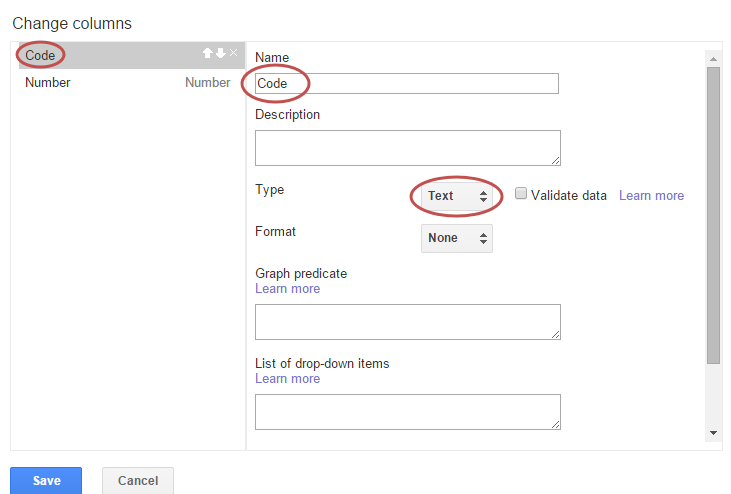 Change columns
Code
Number Number
Name
Code
Description
Type Text Validate data Learn more
Format None
Graph predicate
Learn more
List of drop-down items
Learn more
Save Cancel